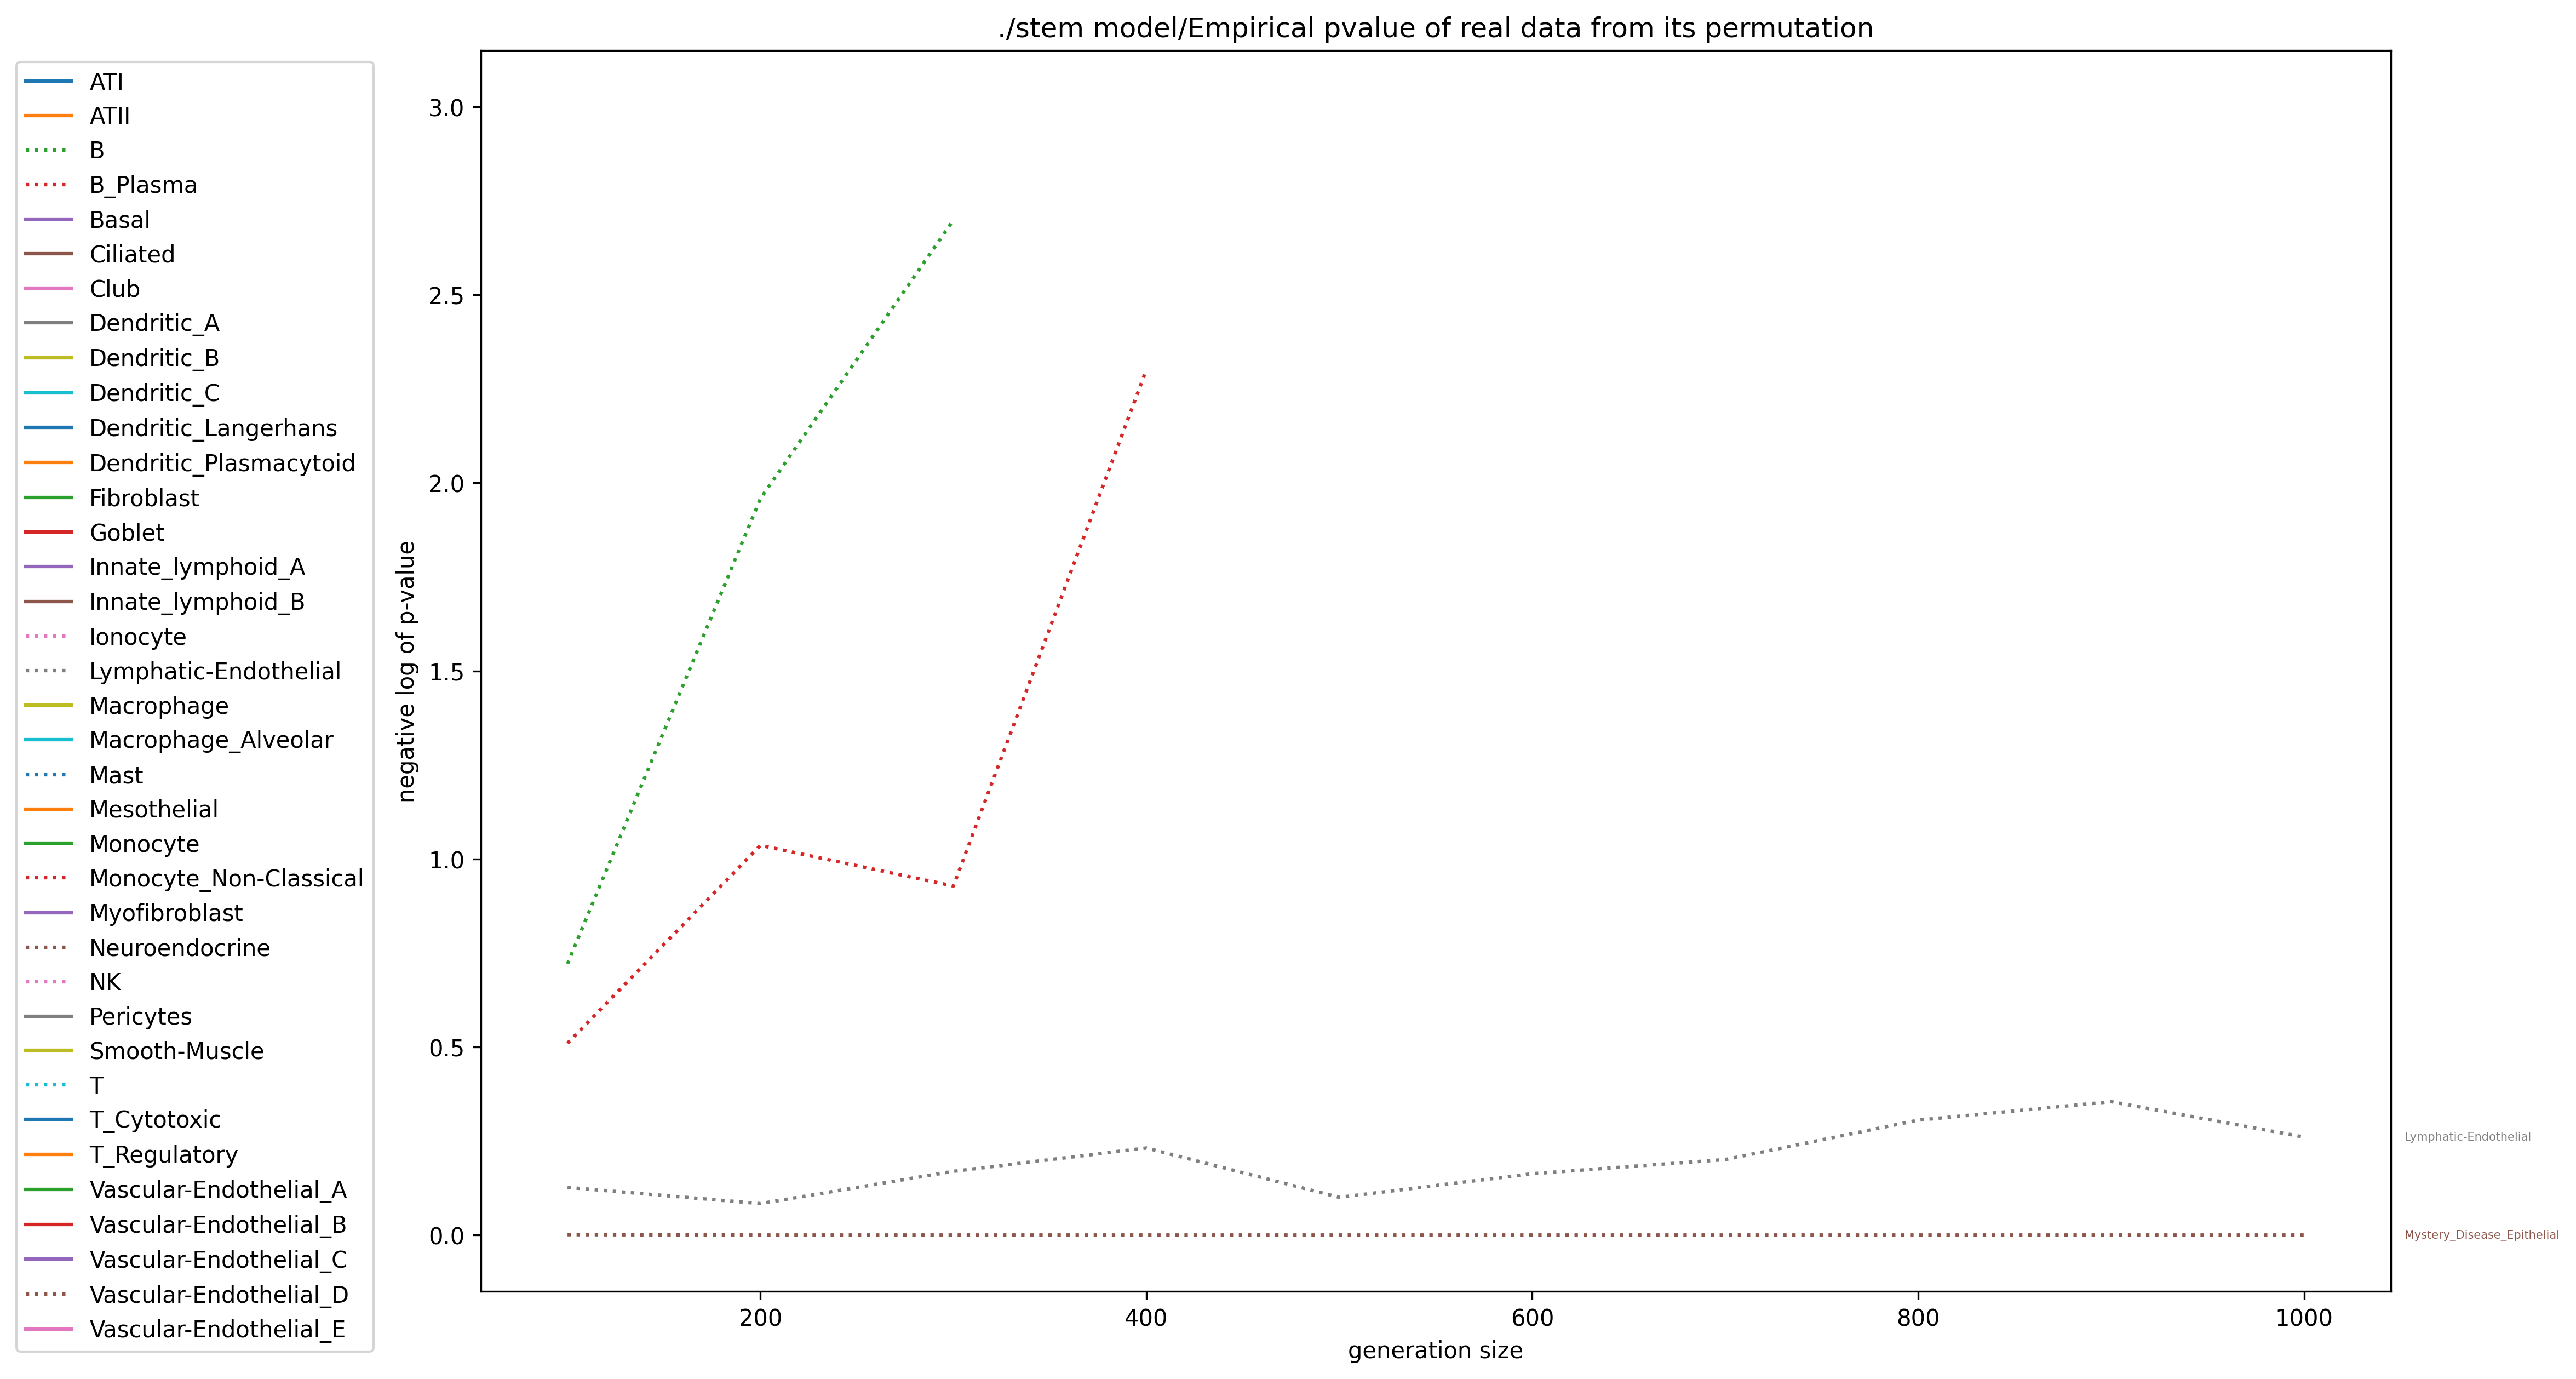 ./stem model/Empirical pvalue of real data from its permutation
ATI
ATII
B
B_Plasma
Basal
Ciliated
Club
Dendritic_A
Dendritic_B
Dendritic_C
Dendritic_Langerhans
Dendritic_Plasmacytoid
Fibroblast
Goblet
Innate_lymphoid_A
Innate_lymphoid_B
Ionocyte
Lymphatic-Endothelial
Macrophage
Macrophage_Alveolar
Mast
Mesothelial
Monocyte
Monocyte_Non-Classical
Myofibroblast
Neuroendocrine
NK
Pericytes
Smooth-Muscle
T
T_Cytotoxic
T_Regulatory
Vascular-Endothelial_A
Vascular-Endothelial_B
Vascular-Endothelial_C
Vascular-Endothelial_D
Vascular-Endothelial_E
negative log of p-value
3.0
2.5
2.0
1.5
1.0
0.5
0.0
Lymphatic-Endothelial
Mystery_Disease_Epithelial
200
400
600
800
1000
generation size